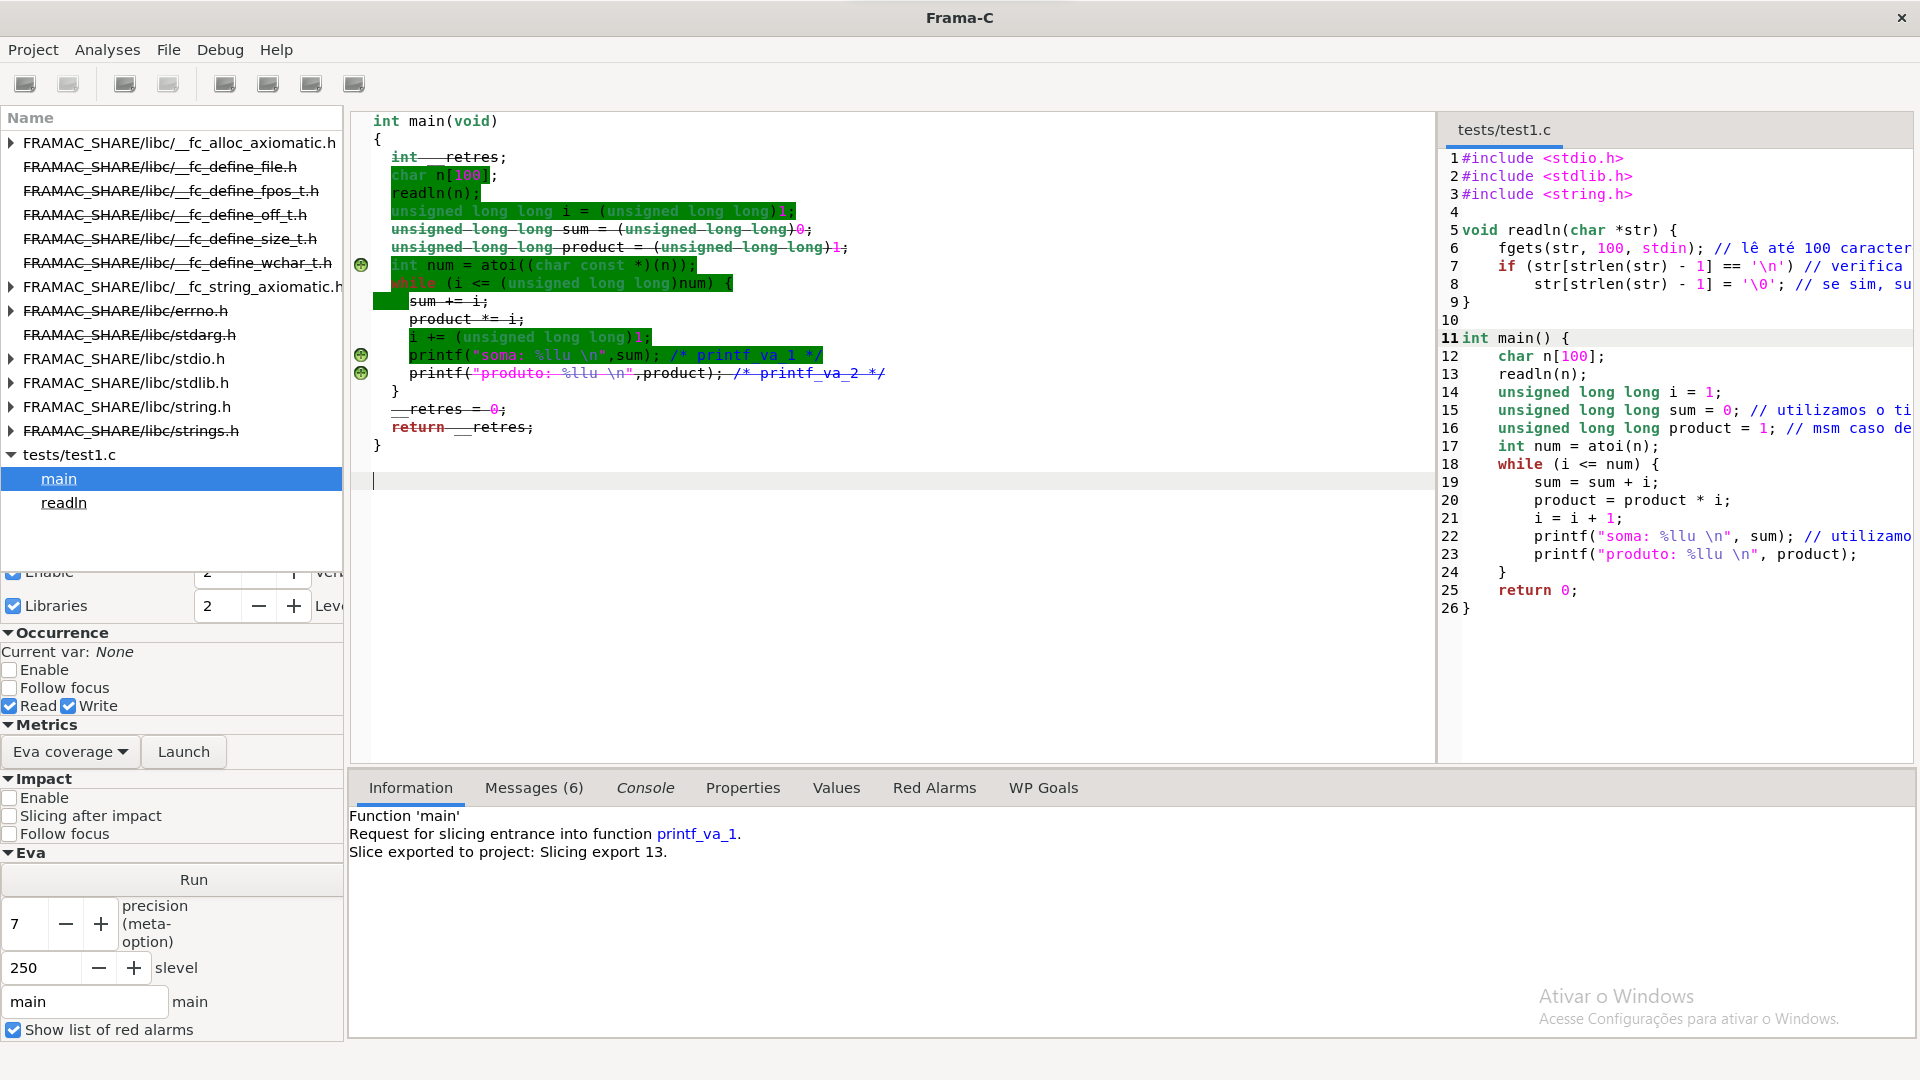 Frama-C
×
Project Analyses File Debug Help
Name
FRAMAC_SHARE/libc/__fc_alloc_axiomatic.h
FRAMAC_SHARE/libc/__fc_define_file.h
FRAMAC_SHARE/libc/__fc_define_fpos_t.h
FRAMAC_SHARE/libc/__fc_define_off_t.h
FRAMAC_SHARE/libc/__fc_define_size_t.h
FRAMAC_SHARE/libc/__fc_define_wchar_t.h
FRAMAC_SHARE/libc/__fc_string_axiomatic.h
FRAMAC_SHARE/libc/errno.h
FRAMAC_SHARE/libc/stdarg.h
FRAMAC_SHARE/libc/stdio.h
FRAMAC_SHARE/libc/stdlib.h
FRAMAC_SHARE/libc/string.h
FRAMAC_SHARE/libc/strings.h
tests/test1.c
main
readln
Enable 2 verb
Libraries 2 Leve
Occurrence
Current var: None
Enable
Follow focus
Read Write
Metrics
Eva coverage Launch
Impact
Enable
Slicing after impact
Follow focus
Eva
Run
7 precision
(meta-
option)
250 slevel
main main
Show list of red alarms
int main(void)
{
int __retres;
char n[100];
readln(n);
unsigned long long i = (unsigned long long)1;
unsigned long long sum = (unsigned long long)0;
unsigned long long product = (unsigned long long)1;
int num = atoi((char const *)(n));
while (i <= (unsigned long long)num) {
sum += i;
product *= i;
i += (unsigned long long)1;
printf("soma: %llu \n",sum); /* printf_va_1 */
printf("produto: %llu \n",product); /* printf_va_2 */
}
__retres = 0;
return __retres;
}
tests/test1.c
1 #include <stdio.h>
2 #include <stdlib.h>
3 #include <string.h>
4
5 void readln(char *str) {
6 fgets(str, 100, stdin); // lê até 100 caracter
7 if (str[strlen(str) - 1] == '\n') // verifica
8 str[strlen(str) - 1] = '\0'; // se sim, su
9 }
10
11 int main() {
12 char n[100];
13 readln(n);
14 unsigned long long i = 1;
15 unsigned long long sum = 0; // utilizamos o ti
16 unsigned long long product = 1; // msm caso de
17 int num = atoi(n);
18 while (i <= num) {
19 sum = sum + i;
20 product = product * i;
21 i = i + 1;
22 printf("soma: %llu \n", sum); // utilizamo
23 printf("produto: %llu \n", product);
24 }
25 return 0;
26 }
Information Messages (6) Console Properties Values Red Alarms WP Goals
Function 'main'
Request for slicing entrance into function printf_va_1.
Slice exported to project: Slicing export 13.
Ativar o Windows
Acesse Configurações para ativar o Windows.